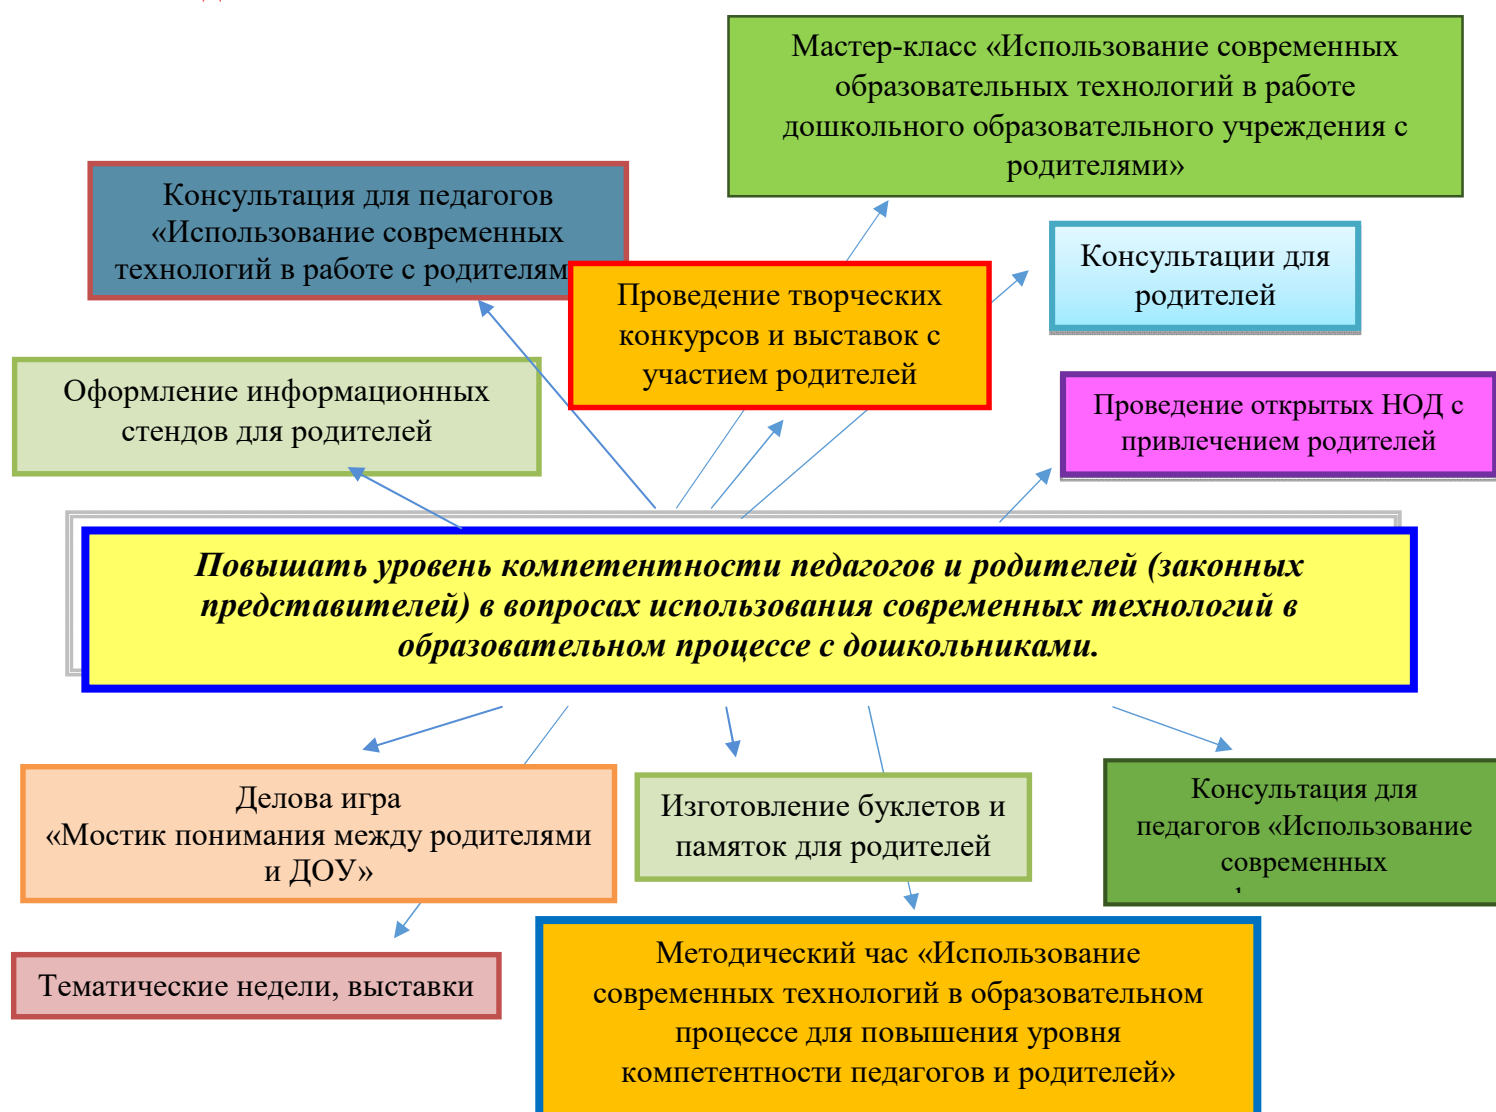 Мастер-класс «Использование современных
образовательных технологий в работе
дошкольного образовательного учреждения с
родителями»
Консультация для педагогов
«Использование современных
технологий в работе с родителям
Консультации для
родителей
Проведение творческих
конкурсов и выставок с
участием родителей
Оформление информационных
стендов для родителей
Проведение открытых НОД с
привлечением родителей
Повышать уровень компетентности педагогов и родителей (законных
представителей) в вопросах использования современных технологий в
образовательном процессе с дошкольниками.
Делова игра
«Мостик понимания между родителями
и ДОУ»
Изготовление буклетов и
памяток для родителей
Консультация для
педагогов «Использование
современных
Тематические недели, выставки
Методический час «Использование
современных технологий в образовательном
процессе для повышения уровня
компетентности педагогов и родителей»